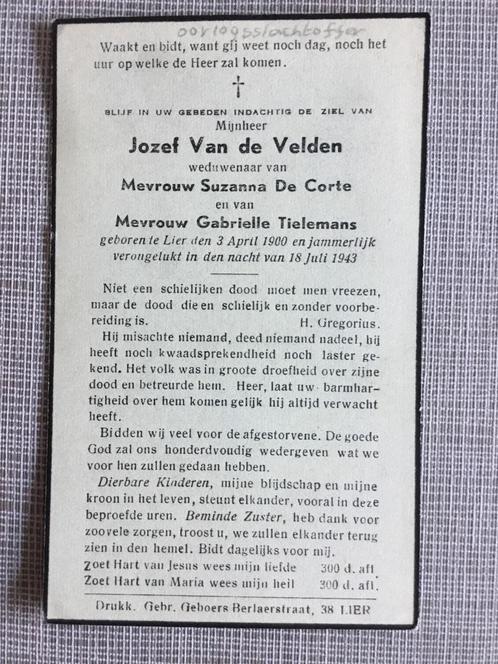 oorlogsslachtoffer
Waakt en bidt, want gij weet noch dag, noch het
uur op welke de Heer zal komen.
BLIJF IN UW GEBEDEN INDACHTIG DE ZIEL VAN
Mijnheer
Jozef Van de Velden
weduwenaar van
Mevrouw Suzanna De Corte
en van
Mevrouw Gabrielle Tielemans
geboren te Lier den 3 April 1900 en jammerlijk
verongelukt in den nacht van 18 Juli 1943
Niet een schielijken dood moet men vreezen,
maar de dood die en schielijk en zonder voorbe-
reiding is. H. Gregorius.
Hij misachte niemand, deed niemand nadeel, hij
heeft noch kwaadsprekendheid noch laster ge-
kend. Het volk was in groote droefheid over zijne
dood en betreurde hem. Heer, laat uw barmhar-
tigheid over hem komen gelijk hij altijd verwacht
heeft.
Bidden wij veel voor de afgestorvene. De goede
God zal ons honderdvoudig wedergeven wat we
voor hen zullen gedaan hebben.
Dierbare Kinderen, mijne blijdschap en mijne
kroon in het leven, steunt elkander, vooral in deze
beproefde uren. Beminde Zuster, heb dank voor
zoovele zorgen, troost u, we zullen elkander terug
zien in den hemel. Bidt dagelijks voor mij.
Zoet Hart van Jesus wees mijn liefde 300 d. afl
Zoet Hart van Maria wees mijn heil 300 d. afl.
Drukk. Gebr. Geboers Berlaerstraat, 38 LIER